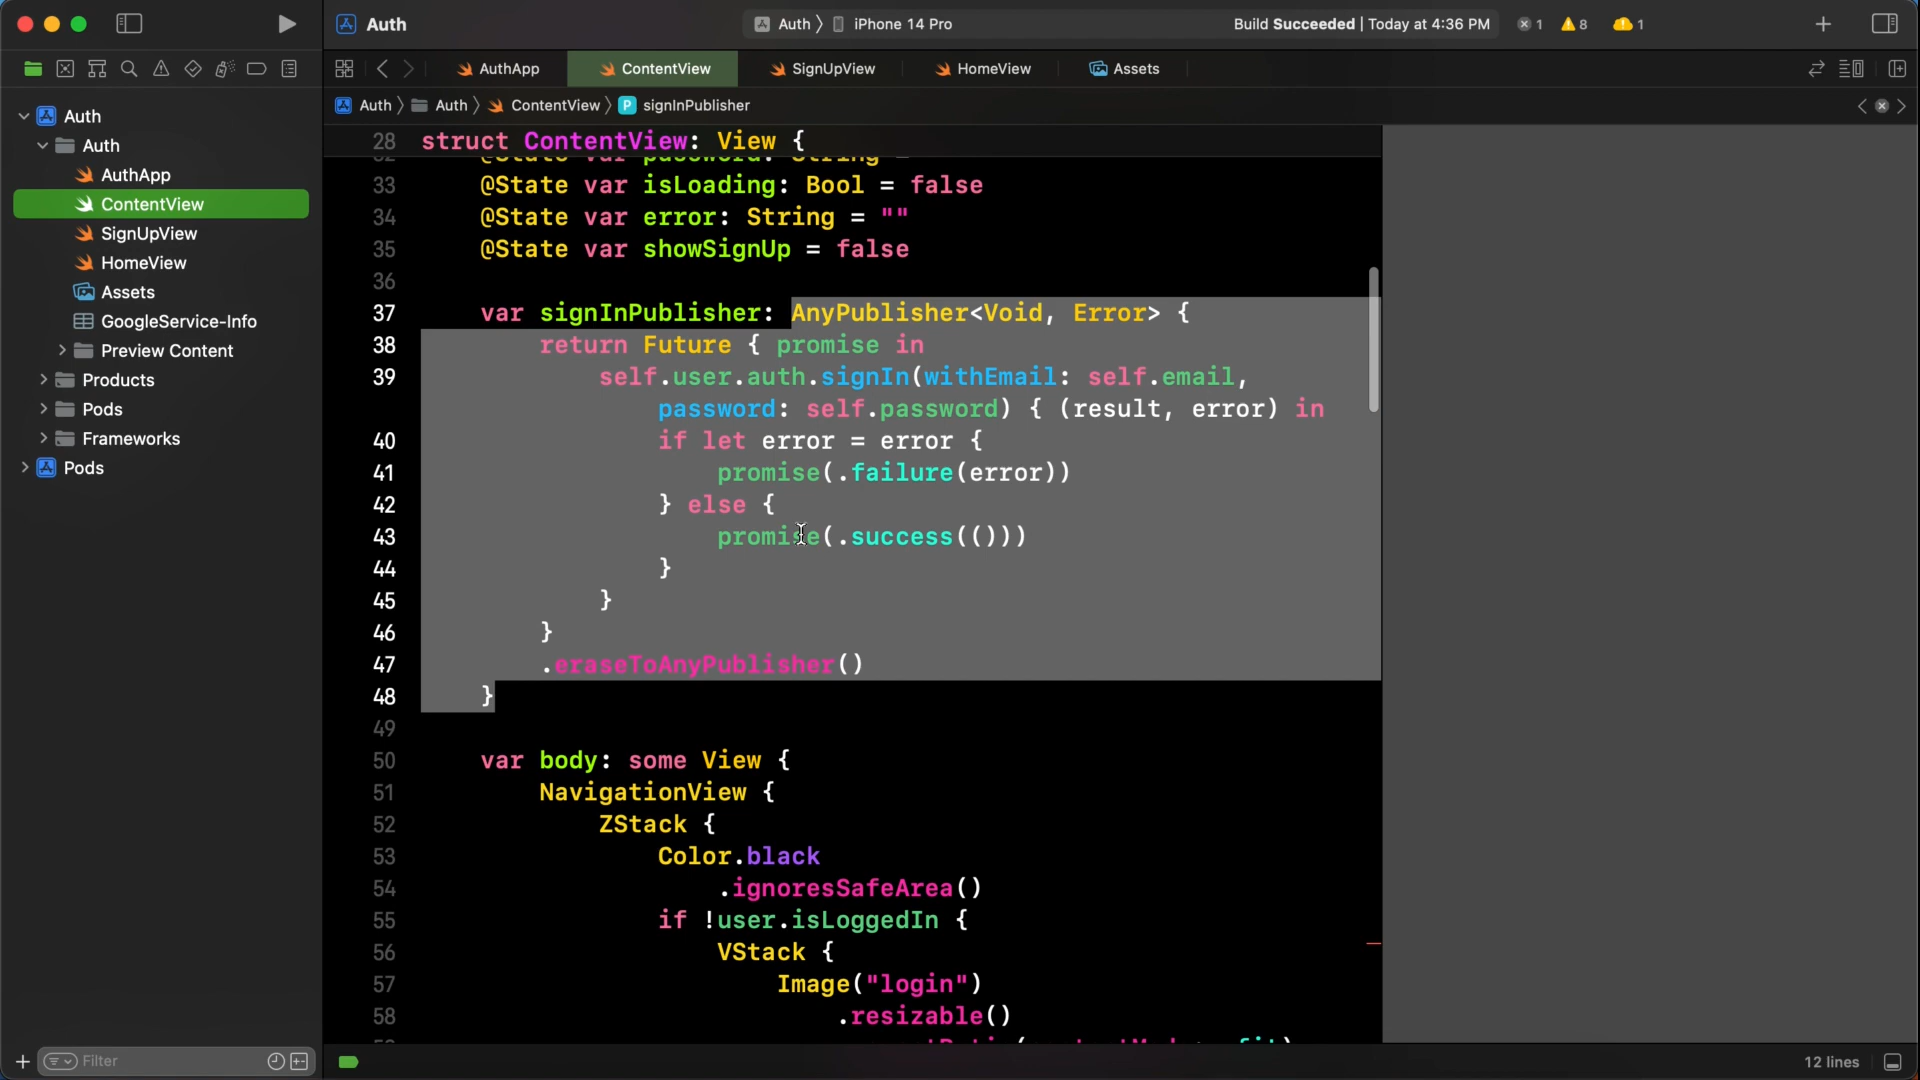 Auth
Auth 〉 iPhone 14 Pro
Build Succeeded | Today at 4:36 PM
1
8
1
AuthApp
ContentView
SignUpView
HomeView
Assets
Auth 〉 Auth 〉 ContentView 〉 P signInPublisher
Auth
Auth
AuthApp
ContentView
SignUpView
HomeView
Assets
GoogleService-Info
Preview Content
Products
Pods
Frameworks
Pods
28 struct ContentView: View {
@State var password: String =
33 @State var isLoading: Bool = false
34 @State var error: String = ""
35 @State var showSignUp = false
36
37 var signInPublisher: AnyPublisher<Void, Error> {
38 return Future { promise in
39 self.user.auth.signIn(withEmail: self.email,
password: self.password) { (result, error) in
40 if let error = error {
41 promise(.failure(error))
42 } else {
43 promise(.success(()))
44 }
45 }
46 }
47 .eraseToAnyPublisher()
48 }
49
50 var body: some View {
51 NavigationView {
52 ZStack {
53 Color.black
54 .ignoresSafeArea()
55 if !user.isLoggedIn {
56 VStack {
57 Image("login")
58 .resizable()
Filter
12 lines